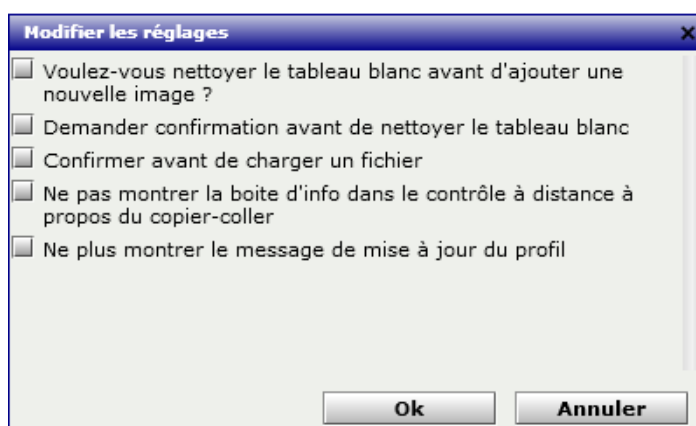 Modifier les réglages
Voulez-vous nettoyer le tableau blanc avant d'ajouter une
nouvelle image ?
Demander confirmation avant de nettoyer le tableau blanc
Confirmer avant de charger un fichier
Ne pas montrer la boite d'info dans le contrôle à distance à
propos du copier-coller
Ne plus montrer le message de mise à jour du profil
Ok
Annuler